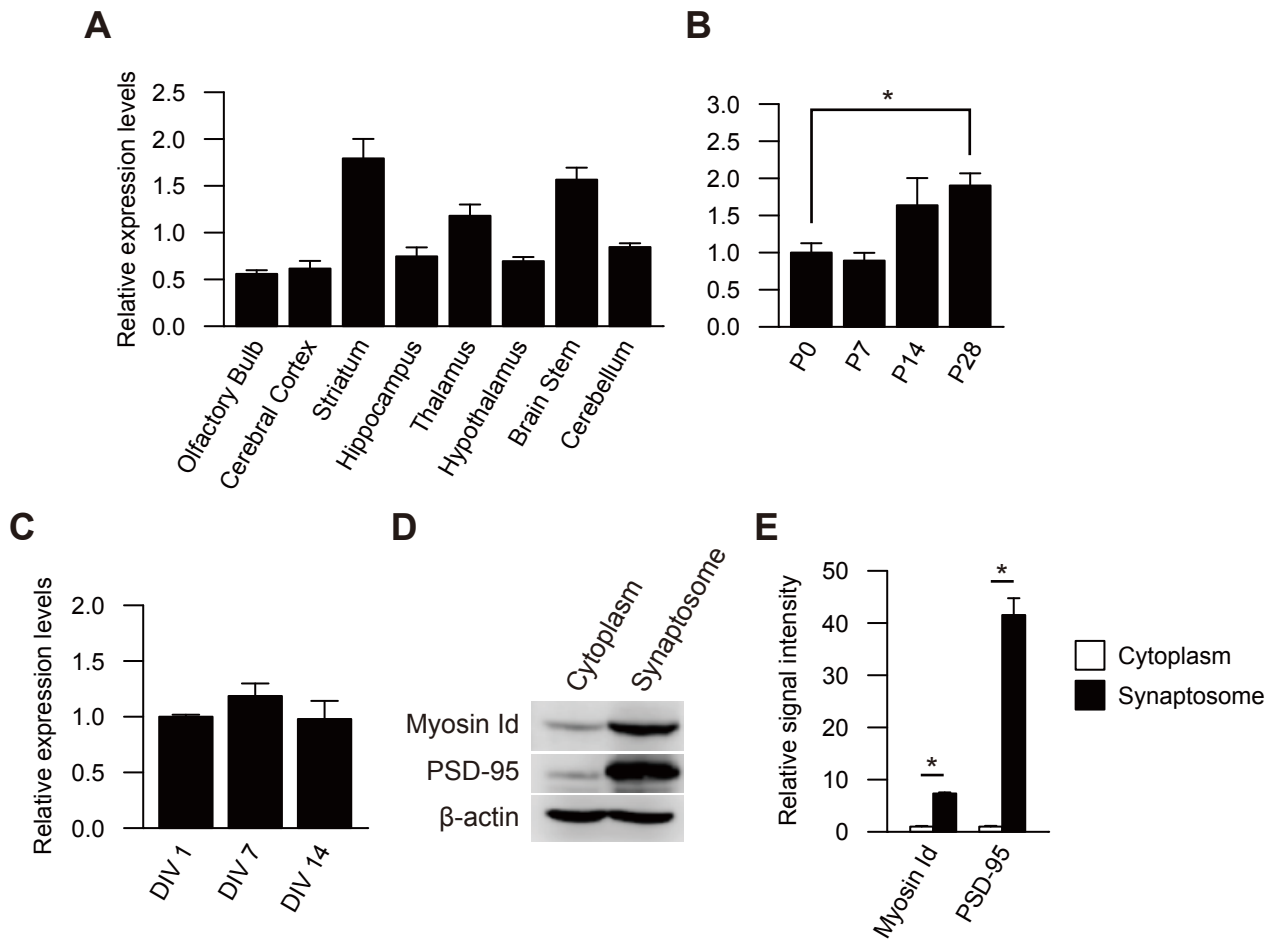 A
Relative expression levels
2.5
2.0
1.5
1.0
0.5
0.0
Olfactory Bulb
Cerebral Cortex
Striatum
Hippocampus
Thalamus
Hypothalamus
Brain Stem
Cerebellum
B
3.0
2.5
2.0
1.5
1.0
0.5
0.0
*
P0
P7
P14
P28
C
Relative expression levels
2.0
1.5
1.0
0.5
0.0
DIV 1
DIV 7
DIV 14
D
Cytoplasm
Synaptosome
Myosin Id
PSD-95
β-actin
E
Relative signal intensity
50
40
30
20
10
0
*
*
Myosin Id
PSD-95
Cytoplasm
Synaptosome